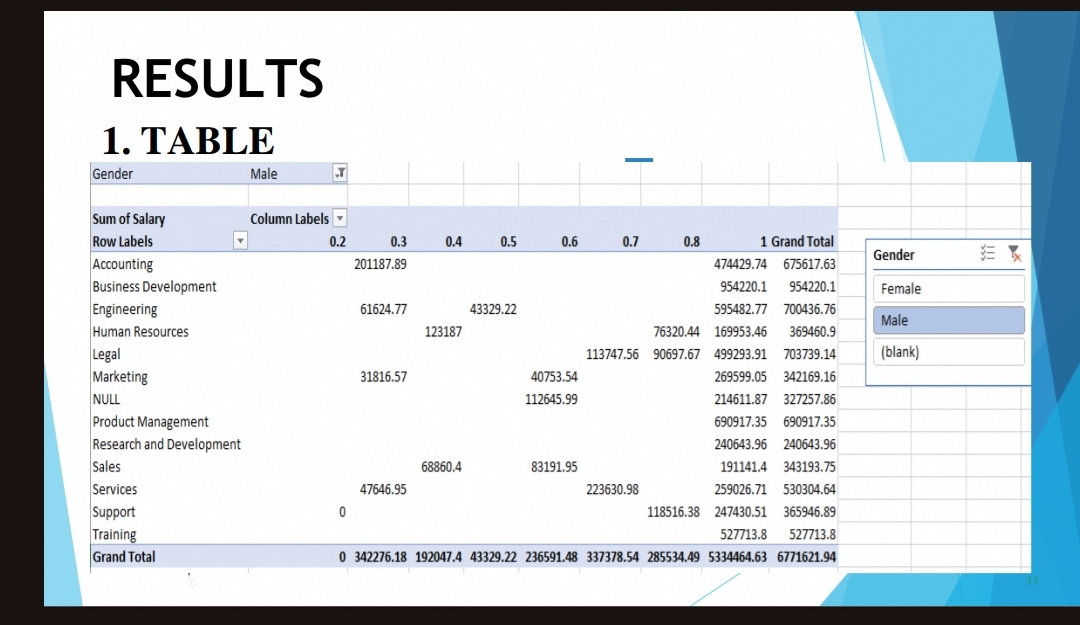 RESULTS
1. TABLE
Gender Male
Sum of Salary Column Labels
Row Labels 0.2 0.3 0.4 0.5 0.6 0.7 0.8 1 Grand Total
Accounting 201187.89 474429.74 675617.63
Business Development 954220.1 954220.1
Engineering 61624.77 43329.22 595482.77 700436.76
Human Resources 123187 76320.44 169953.46 369460.9
Legal 113747.56 90697.67 499293.91 703739.14
Marketing 31816.57 40753.54 269599.05 342169.16
NULL 112645.99 214611.87 327257.86
Product Management 690917.35 690917.35
Research and Development 240643.96 240643.96
Sales 68860.4 83191.95 191141.4 343193.75
Services 47646.95 223630.98 259026.71 530304.64
Support 0 118516.38 247430.51 365946.89
Training 527713.8 527713.8
Grand Total 0 342276.18 192047.4 43329.22 236591.48 337378.54 285534.49 5334464.63 6771621.94
Gender
Female
Male
(blank)
11